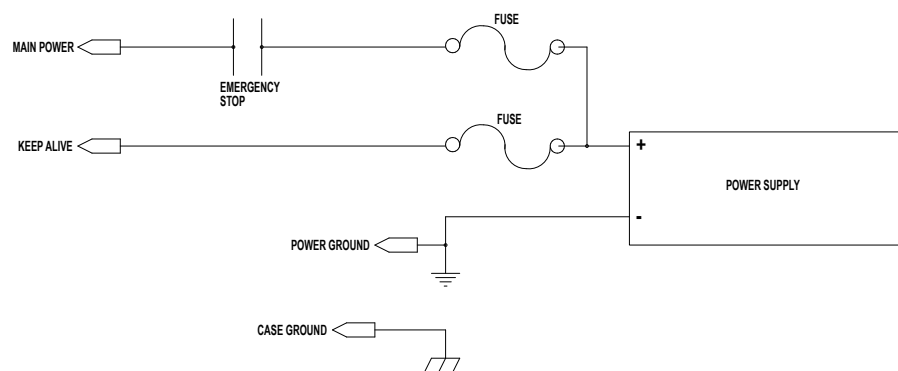 FUSE
MAIN POWER
EMERGENCY
STOP
FUSE
KEEP ALIVE
+
POWER SUPPLY
-
POWER GROUND
CASE GROUND